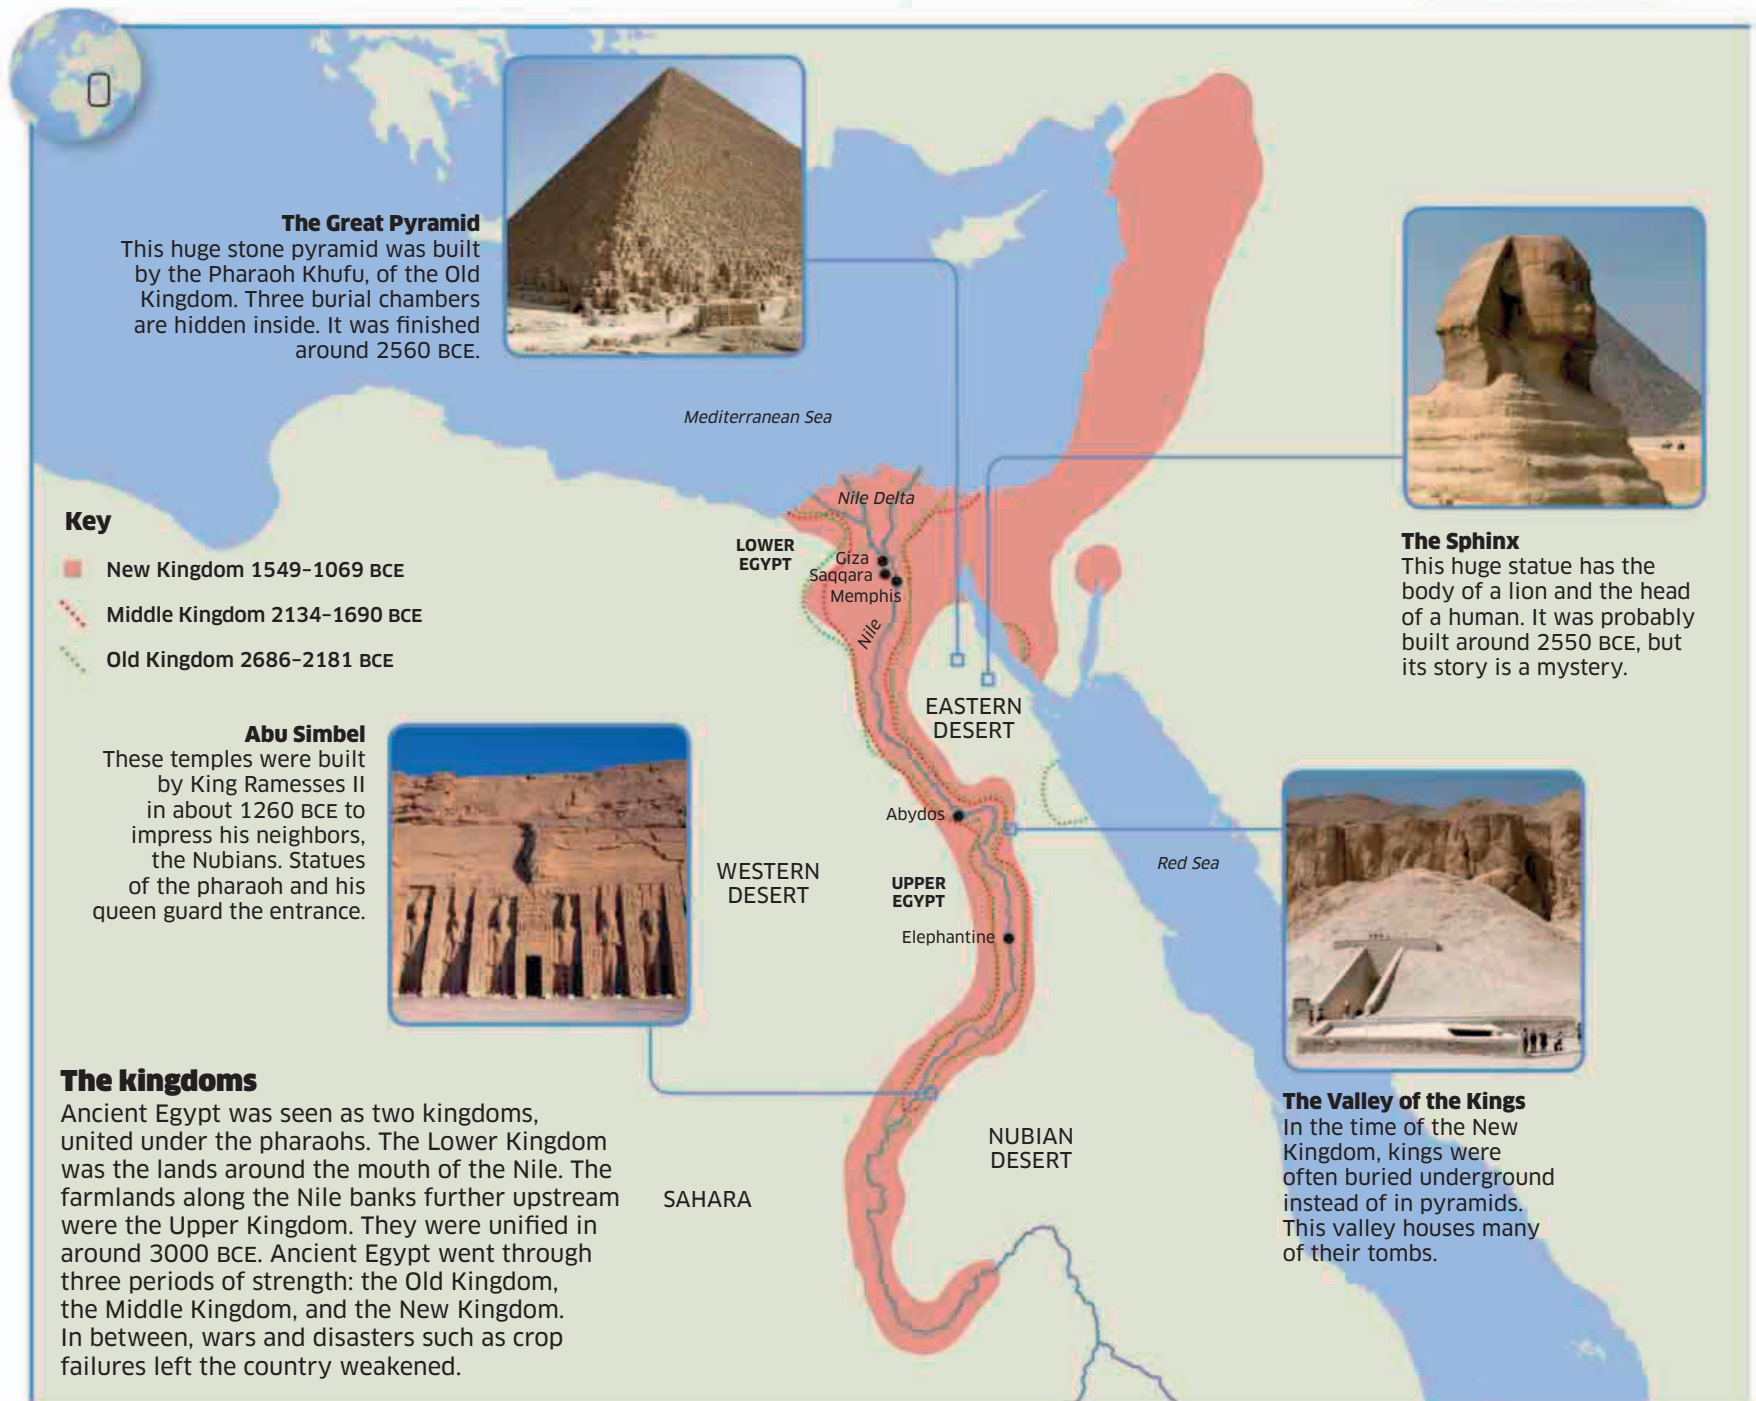 The Great Pyramid
This huge stone pyramid was built
by the Pharaoh Khufu, of the Old
Kingdom. Three burial chambers
are hidden inside. It was finished
around 2560 BCE.
Mediterranean Sea
The Sphinx
This huge statue has the
body of a lion and the head
of a human. It was probably
built around 2550 BCE, but
its story is a mystery.
Key
New Kingdom 1549–1069 BCE
Middle Kingdom 2134–1690 BCE
Old Kingdom 2686–2181 BCE
Nile Delta
LOWER
EGYPT
Giza
Saqqara
Memphis
Nile
EASTERN
DESERT
Abu Simbel
These temples were built
by King Ramesses II
in about 1260 BCE to
impress his neighbors,
the Nubians. Statues
of the pharaoh and his
queen guard the entrance.
Abydos
WESTERN
DESERT
UPPER
EGYPT
Elephantine
Red Sea
The Valley of the Kings
In the time of the New
Kingdom, kings were
often buried underground
instead of in pyramids.
This valley houses many
of their tombs.
NUBIAN
DESERT
SAHARA
The kingdoms
Ancient Egypt was seen as two kingdoms,
united under the pharaohs. The Lower Kingdom
was the lands around the mouth of the Nile. The
farmlands along the Nile banks further upstream
were the Upper Kingdom. They were unified in
around 3000 BCE. Ancient Egypt went through
three periods of strength: the Old Kingdom,
the Middle Kingdom, and the New Kingdom.
In between, wars and disasters such as crop
failures left the country weakened.